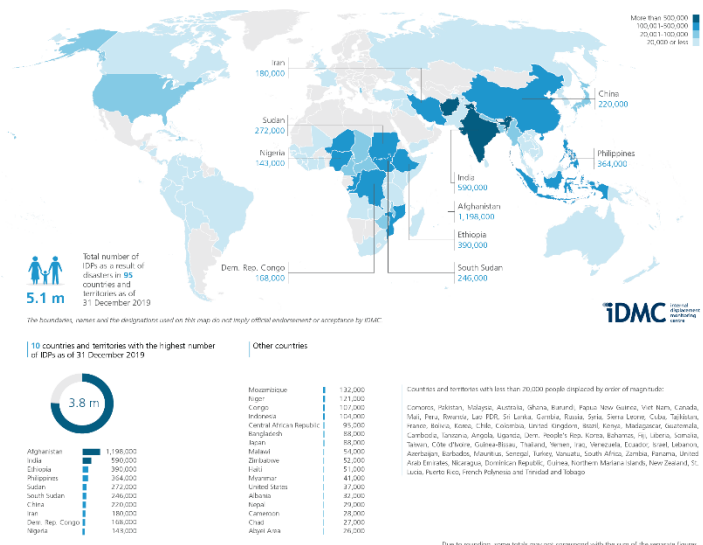 More than 500,000
100,001-500,000
20,001-100,000
20,000 or less
Iran
180,000
China
220,000
Sudan
272,000
Nigeria
143,000
Philippines
364,000
India
590,000
Afghanistan
1,198,000
Ethiopia
390,000
Dem. Rep. Congo
168,000
South Sudan
246,000
5.1 m
Total number of
IDPs as a result of
disasters in 95
countries and
territories as of
31 December 2019
iDMC internal
displacement
monitoring
centre
The boundaries, names and the designations used on this map do not imply official endorsement or acceptance by IDMC.
10 countries and territories with the highest number
of IDPs as of 31 December 2019
3.8 m
Afghanistan 1,198,000
India 590,000
Ethiopia 390,000
Philippines 364,000
Sudan 272,000
South Sudan 246,000
China 220,000
Iran 180,000
Dem. Rep. Congo 168,000
Nigeria 143,000
Other countries
Mozambique 132,000
Niger 121,000
Congo 107,000
Indonesia 104,000
Central African Republic 95,000
Bangladesh 88,000
Japan 88,000
Malawi 54,000
Zimbabwe 52,000
Haiti 51,000
Myanmar 41,000
United States 37,000
Albania 32,000
Nepal 29,000
Cameroon 28,000
Chad 27,000
Abyei Area 26,000
Countries and territories with less than 20,000 people displaced by order of magnitude:
Comoros, Pakistan, Malaysia, Australia, Ghana, Burundi, Papua New Guinea, Viet Nam, Canada,
Mali, Peru, Rwanda, Lao PDR, Sri Lanka, Gambia, Russia, Syria, Sierra Leone, Cuba, Tajikistan,
France, Bolivia, Korea, Chile, Colombia, United Kingdom, Brazil, Kenya, Madagascar, Guatemala,
Cambodia, Tanzania, Angola, Uganda, Dem. People's Rep. Korea, Bahamas, Fiji, Liberia, Somalia,
Taiwan, Côte d'Ivoire, Guinea-Bissau, Thailand, Yemen, Iraq, Venezuela, Ecuador, Israel, Lebanon,
Azerbaijan, Barbados, Mauritius, Senegal, Turkey, Vanuatu, South Africa, Zambia, Panama, United
Arab Emirates, Nicaragua, Dominican Republic, Guinea, Northern Mariana Islands, New Zealand, St.
Lucia, Puerto Rico, French Polynesia and Trinidad and Tobago